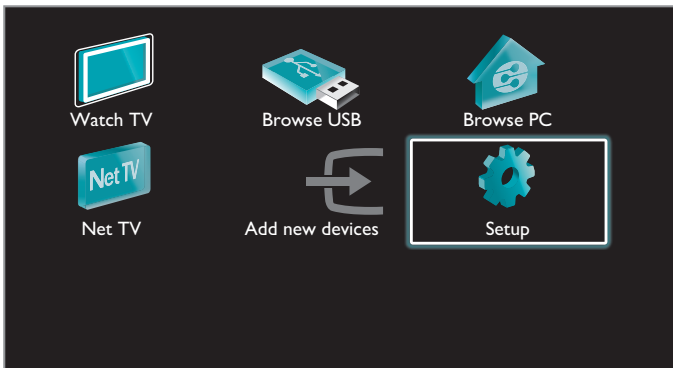 Watch TV
Browse USB
Browse PC
Net TV
Net TV
Add new devices
Setup